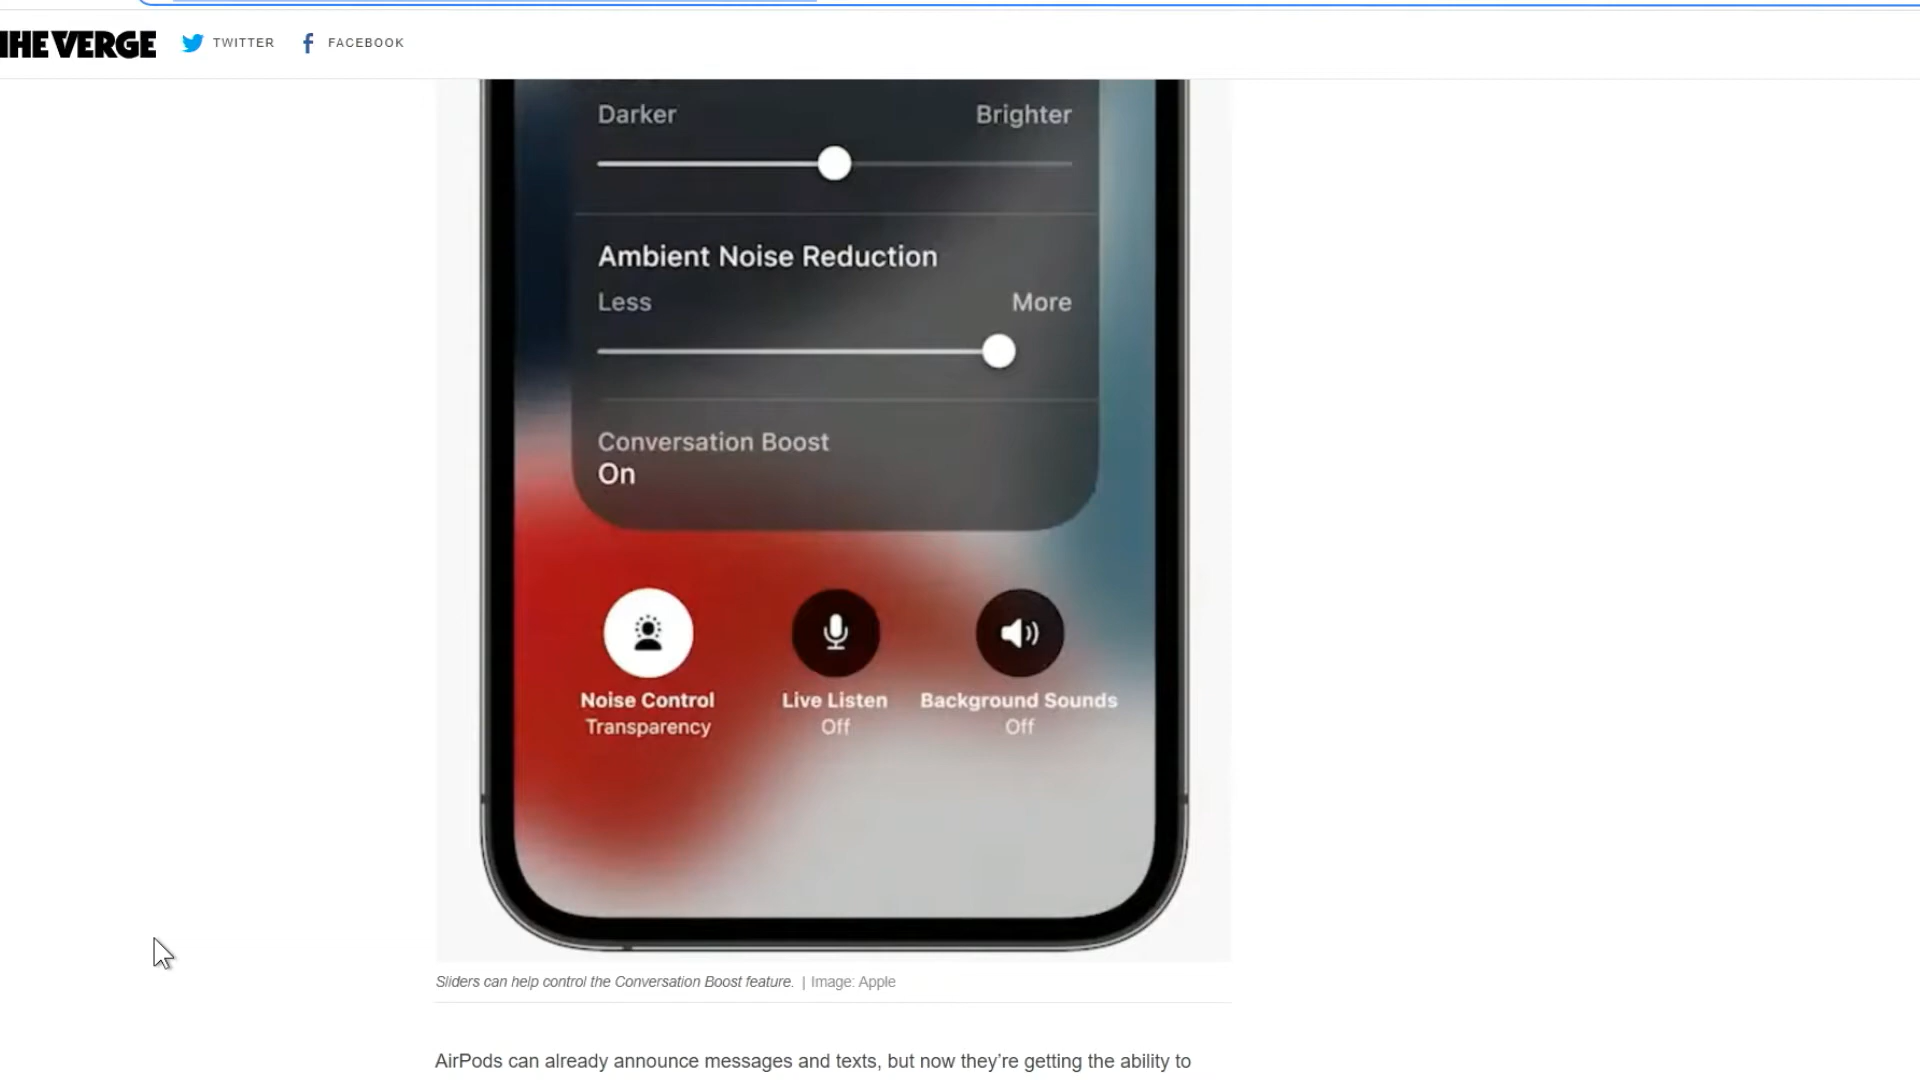 THE VERGE TWITTER FACEBOOK
Darker Brighter
Ambient Noise Reduction
Less More
Conversation Boost
On
Noise Control Live Listen Background Sounds
Transparency Off Off
Sliders can help control the Conversation Boost feature. | Image: Apple
AirPods can already announce messages and texts, but now they’re getting the ability to